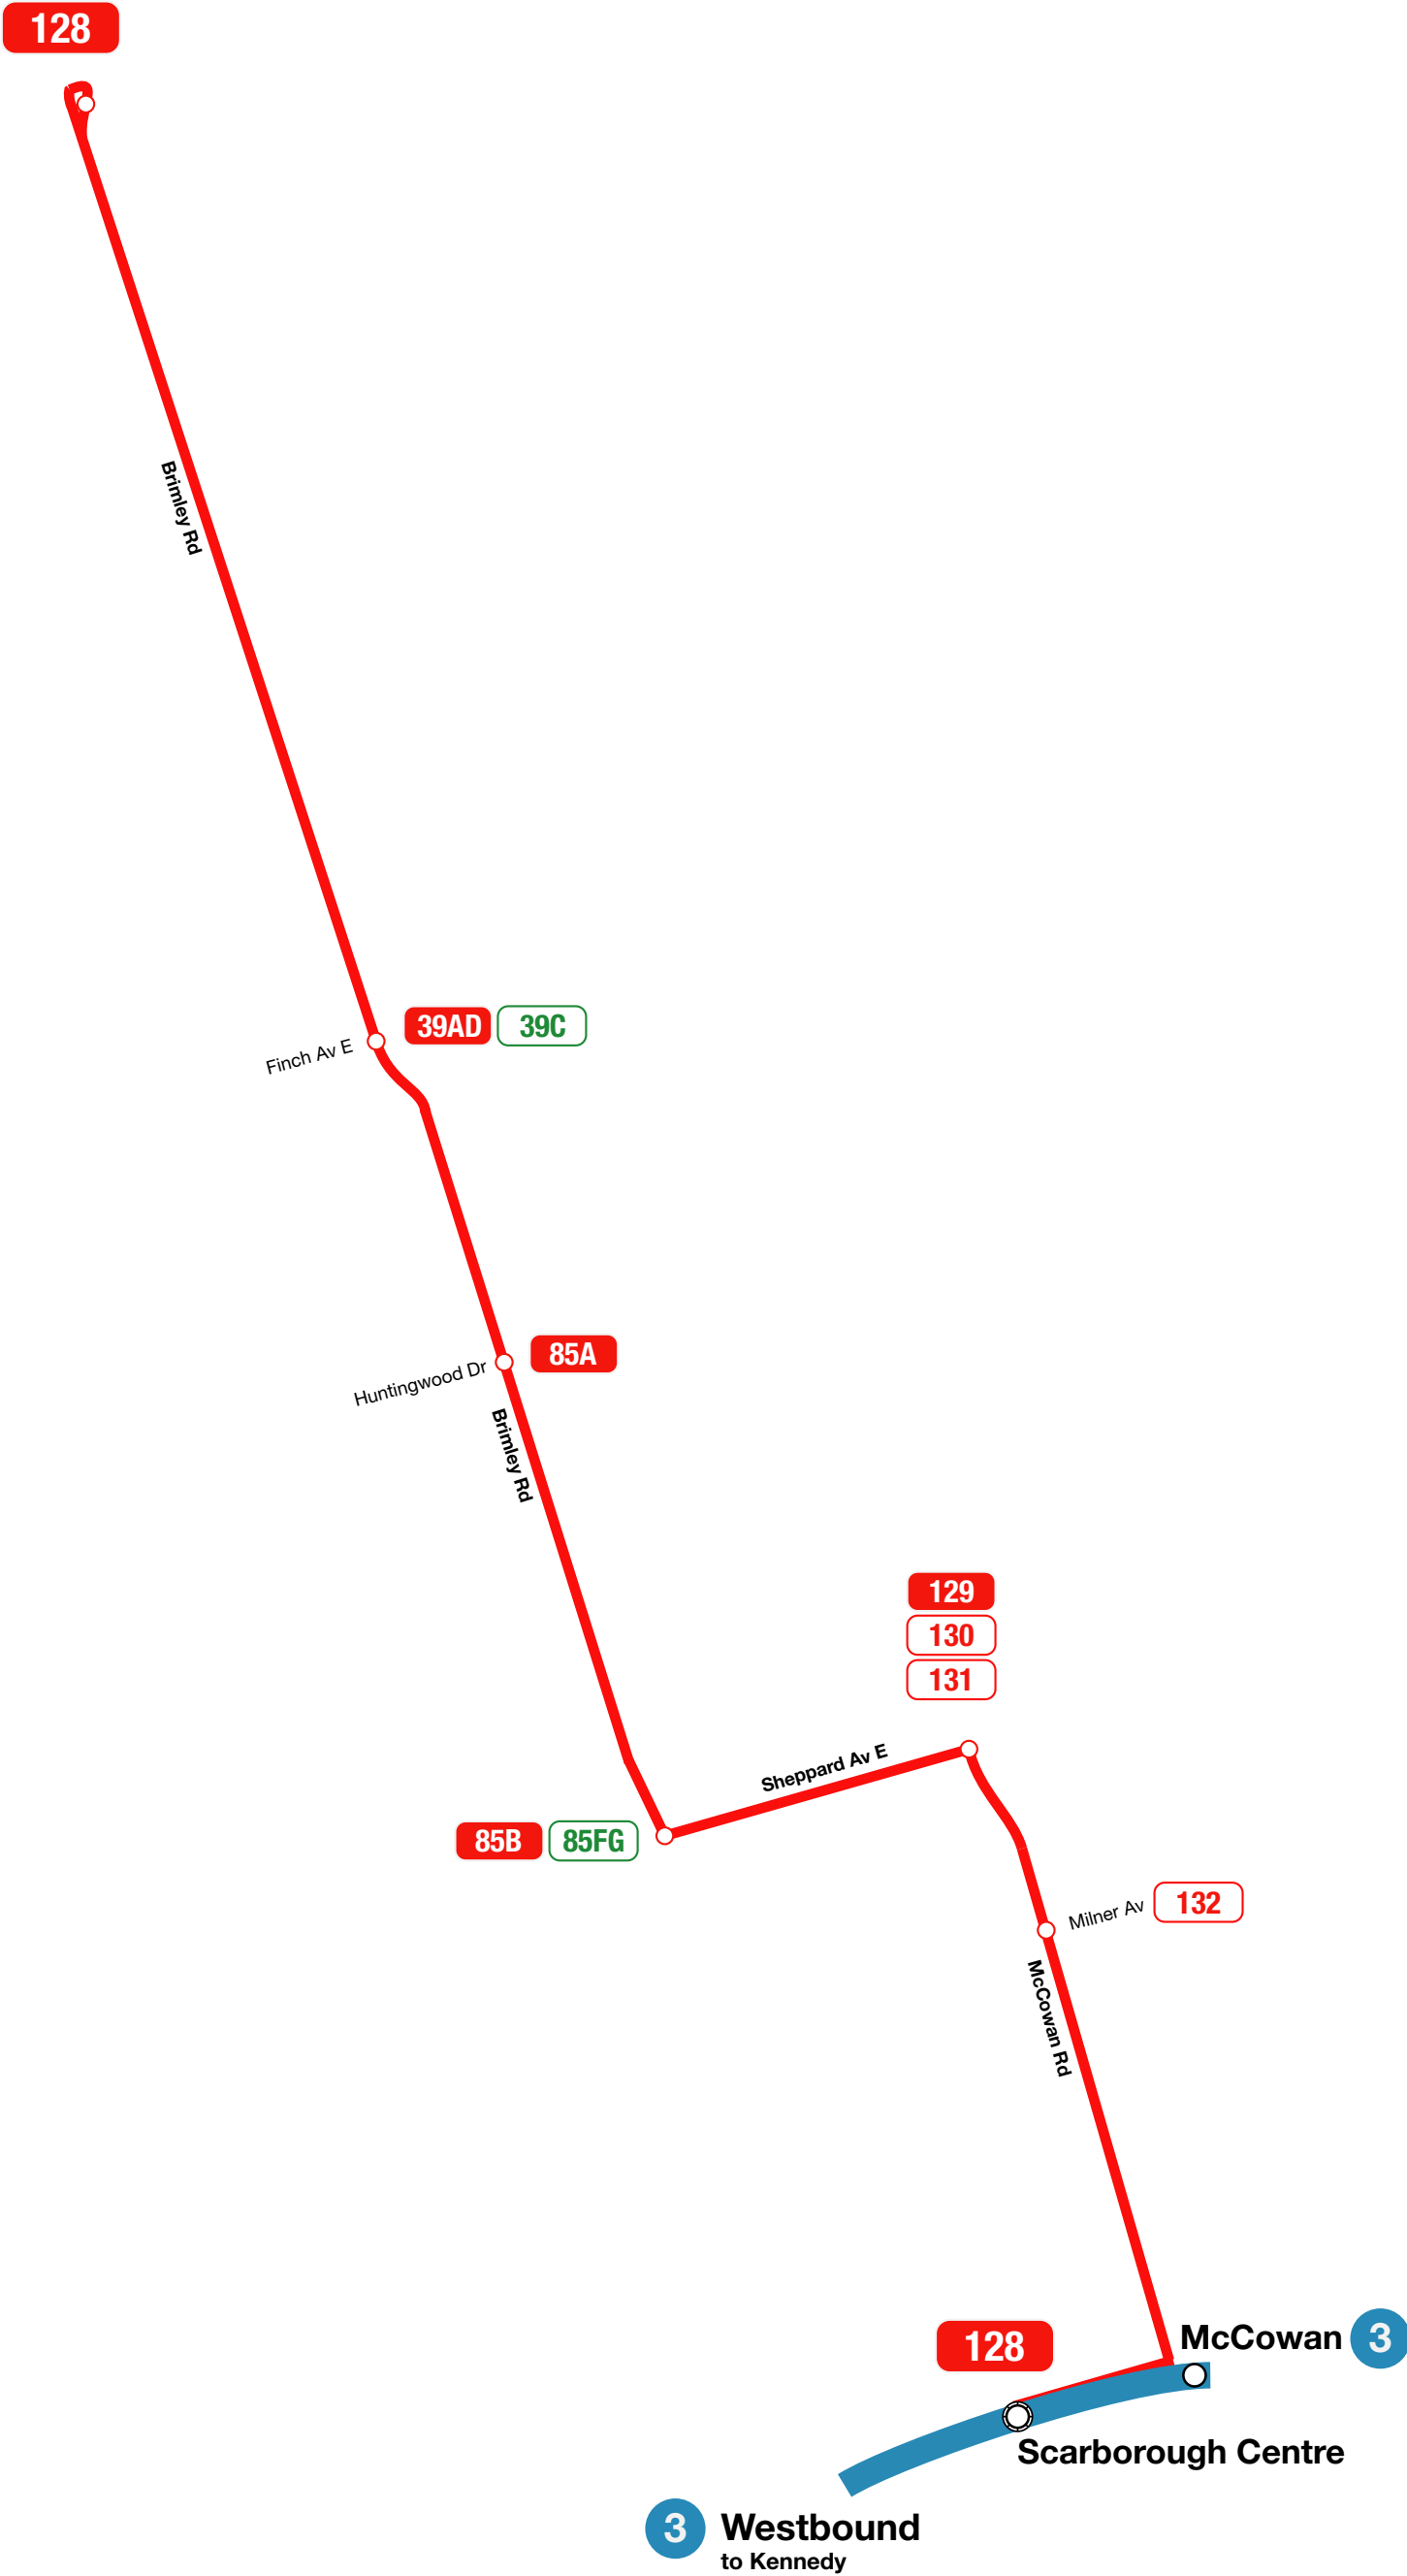 128
Brimley Rd
Finch Av E
39AD 39C
Huntingwood Dr
85A
Brimley Rd
129
130
131
Sheppard Av E
85B 85FG
Milner Av
132
McCowan Rd
McCowan 3
128
Scarborough Centre
3 Westbound
to Kennedy